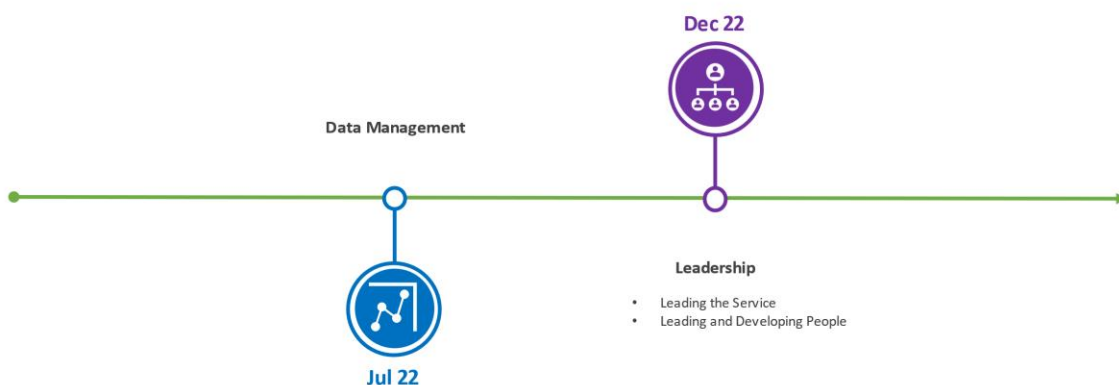 Dec 22
Data Management
Leadership
• Leading the Service
• Leading and Developing People
Jul 22